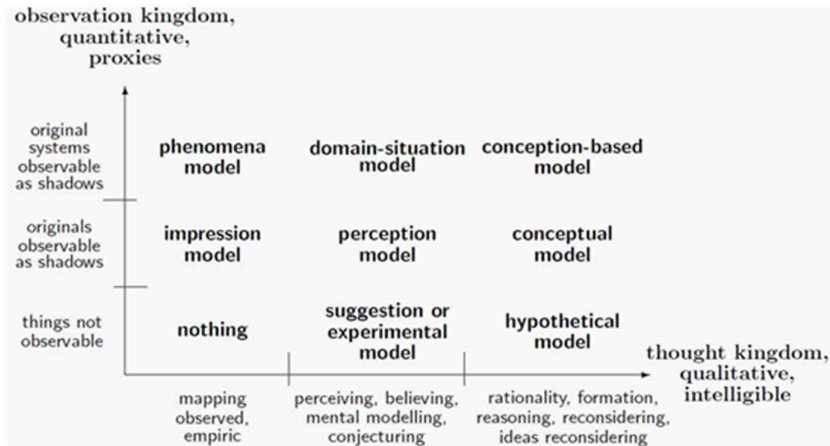 observation kingdom,
quantitative,
proxies
original
systems
observable
as shadows
phenomena
model
domain-situation
model
conception-based
model
originals
observable
as shadows
impression
model
perception
model
conceptual
model
things not
observable
nothing
suggestion or
experimental
model
hypothetical
model
thought kingdom,
qualitative,
intelligible
mapping
observed,
empiric
perceiving, believing,
mental modelling,
conjecturing
rationality, formation,
reasoning, reconsidering,
ideas reconsidering